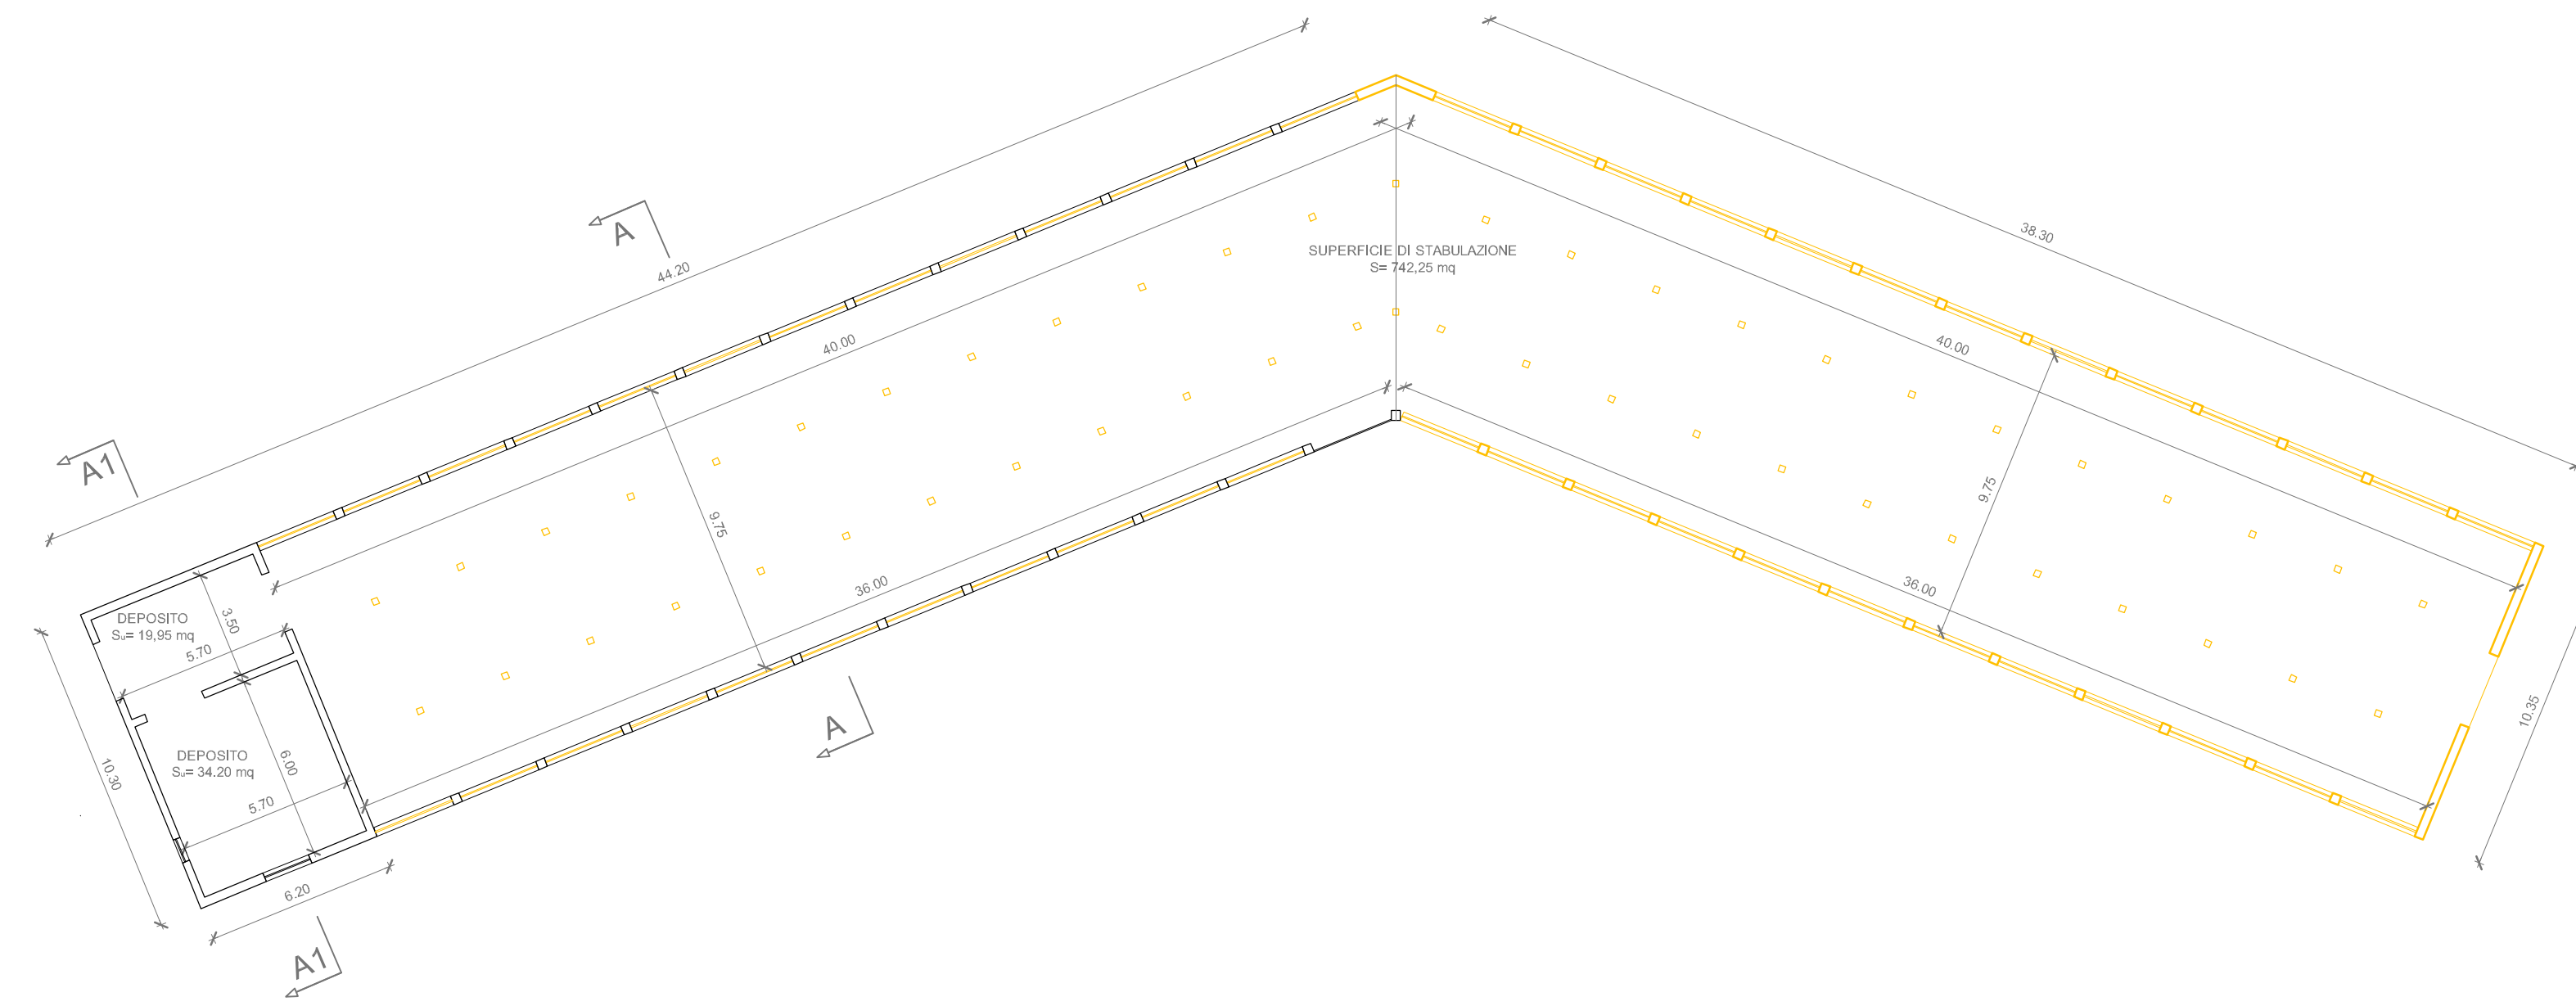 38.30
A
44.20
SUPERFICIE DI STABULAZIONE
S= 742,25 mq
40.00
40.00
A1
9.75
9.75
36.00
36.00
DEPOSITO
Su= 19,95 mq
3.50
5.70
10.35
A
DEPOSITO
Su= 34.20 mq
6.00
10.30
5.70
6.20
A1